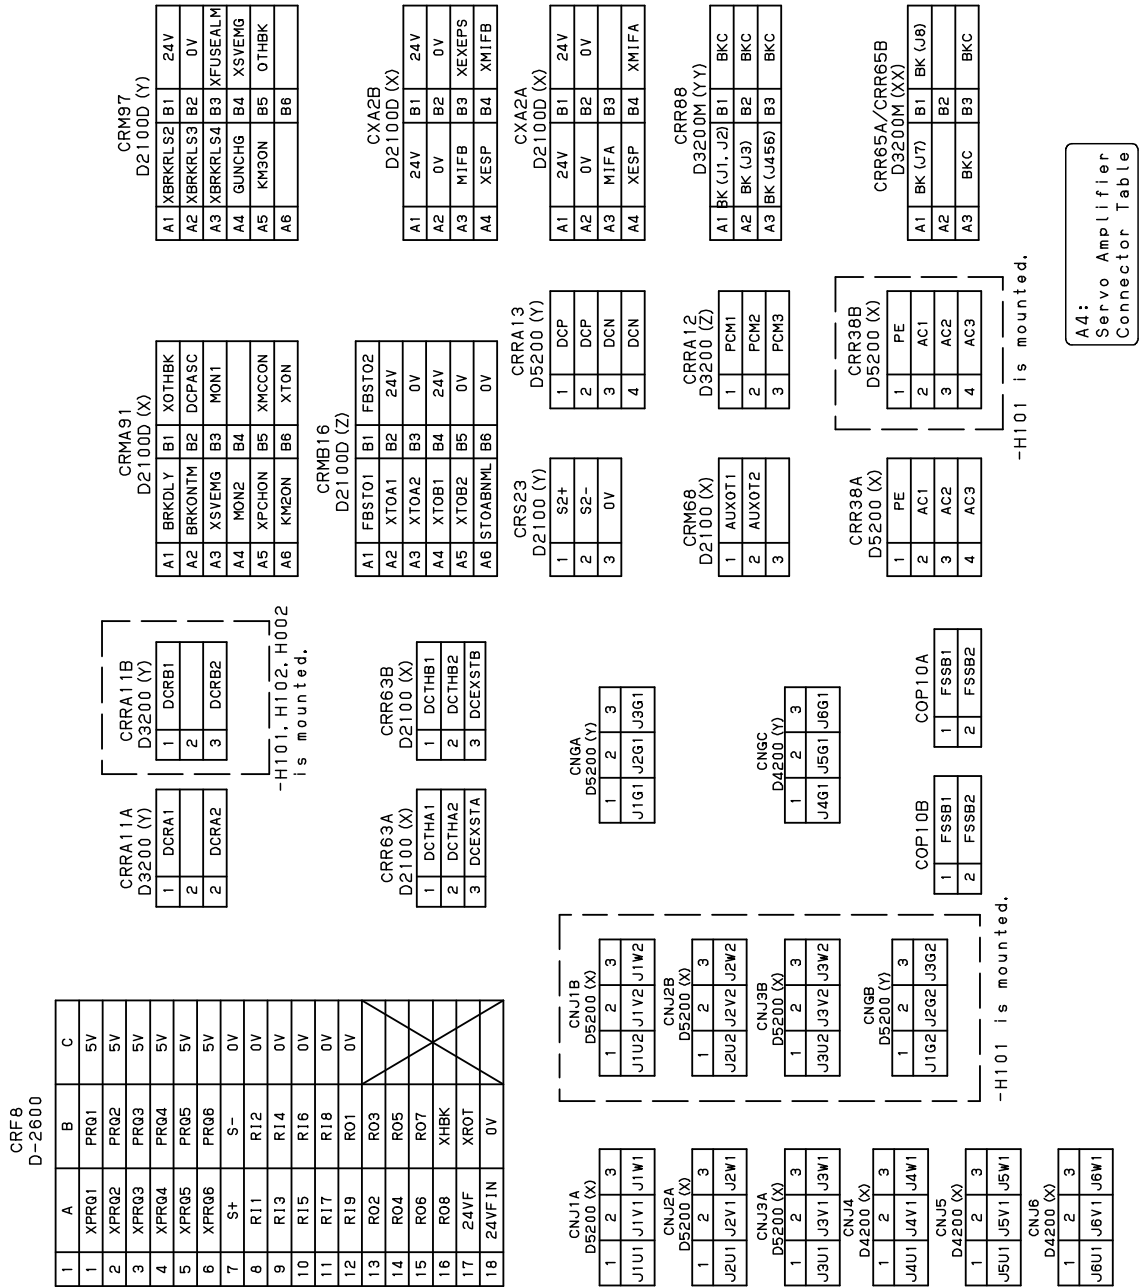 CRF8
D-2600
1 A B C
1 XPRQ1 PRQ1 5V
2 XPRQ2 PRQ2 5V
3 XPRQ3 PRQ3 5V
4 XPRQ4 PRQ4 5V
5 XPRQ5 PRQ5 5V
6 XPRQ6 PRQ6 5V
7 S+ S- 0V
8 RI1 RI2 0V
9 RI3 RI4 0V
10 RI5 RI6 0V
11 RI7 RI8 0V
12 RI9 RO1 0V
13 RO2 RO3
14 RO4 RO5
15 RO6 RO7
16 RO8 XHBK
17 24VF XROT
18 24VFIN 0V
CRRA11A
D3200 (Y)
1 DCRA1
2
2 DCRA2
CRRA11B
D3200 (Y)
1 DCRB1
2
3 DCRB2
-H101, H102, H002
is mounted.
CRMA91
D2100D (X)
A1 BRKDLY B1 XOTHBK
A2 BRKONTM B2 DCPASC
A3 XSVEMG B3 MON1
A4 MON2 B4
A5 XPCHON B5 XMCCON
A6 KM2ON B6 XTON
CRM97
D2100D (Y)
A1 XBRKRLS2 B1 24V
A2 XBRKRLS3 B2 0V
A3 XBRKRLS4 B3 XFUSEALM
A4 GUNCHG B4 XSVEMG
A5 KM3ON B5 OTHBK
A6 B6
CRR63A
D2100 (X)
1 DCTHA1
2 DCTHA2
3 DCEXSTA
CRR63B
D2100 (X)
1 DCTHB1
2 DCTHB2
3 DCEXSTB
CRMB16
D2100D (Z)
A1 FBSTO1 B1 FBSTO2
A2 XTOA1 B2 24V
A3 XTOA2 B3 0V
A4 XTOB1 B4 24V
A5 XTOB2 B5 0V
A6 STOABNML B6 0V
CXA2B
D2100D (X)
A1 24V B1 24V
A2 0V B2 0V
A3 MIFB B3 XEXEPS
A4 XESP B4 XMIFB
CNJ1A
D5200 (X)
1 2 3
J1U1 J1V1 J1W1
CNJ2A
D5200 (X)
1 2 3
J2U1 J2V1 J2W1
CNJ3A
D5200 (X)
1 2 3
J3U1 J3V1 J3W1
CNJ4
D4200 (X)
1 2 3
J4U1 J4V1 J4W1
CNJ5
D4200 (X)
1 2 3
J5U1 J5V1 J5W1
CNJ6
D4200 (X)
1 2 3
J6U1 J6V1 J6W1
CNJ1B
D5200 (X)
1 2 3
J1U2 J1V2 J1W2
CNJ2B
D5200 (X)
1 2 3
J2U2 J2V2 J2W2
CNJ3B
D5200 (X)
1 2 3
J3U2 J3V2 J3W2
CNGB
D5200 (Y)
1 2 3
J1G2 J2G2 J3G2
-H101 is mounted.
CNGA
D5200 (Y)
1 2 3
J1G1 J2G1 J3G1
CNGC
D4200 (Y)
1 2 3
J4G1 J5G1 J6G1
COP10B
1 FSSB1
2 FSSB2
COP10A
1 FSSB1
2 FSSB2
CRS23
D2100 (Y)
1 S2+
2 S2-
3 0V
CRRA13
D5200 (Y)
1 DCP
2 DCP
3 DCN
4 DCN
CXA2A
D2100D (X)
A1 24V B1 24V
A2 0V B2 0V
A3 MIFA B3
A4 XESP B4 XMIFA
CRM68
D2100 (X)
1 AUXOT1
2 AUXOT2
3
CRRA12
D3200 (Z)
1 PCM1
2 PCM2
3 PCM3
CRR88
D3200M (YY)
A1 BK (J1, J2) B1 BKC
A2 BK (J3) B2 BKC
A3 BK (J456) B3 BKC
CRR38A
D5200 (X)
1 PE
2 AC1
3 AC2
4 AC3
CRR38B
D5200 (X)
1 PE
2 AC1
3 AC2
4 AC3
-H101 is mounted.
CRR65A/CRR65B
D3200M (XX)
A1 BK (J7) B1 BK (J8)
A2 B2
A3 BKC B3 BKC
A4:
Servo Amplifier
Connector Table